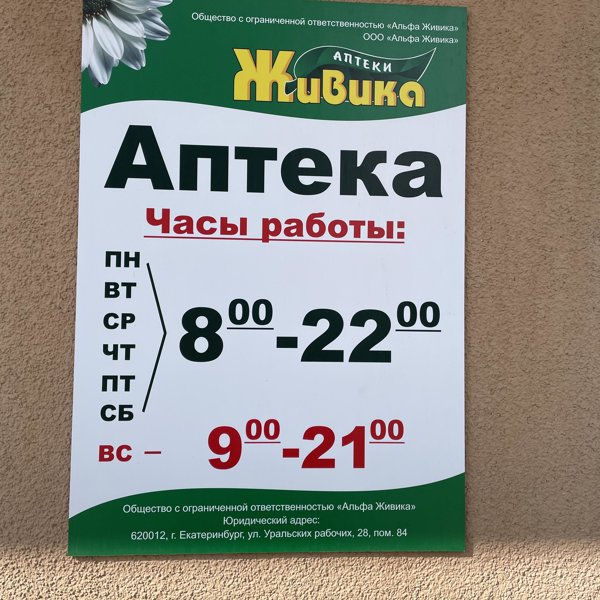 Общество с ограниченной ответственностью «Альфа Живика»
ООО «Альфа Живика»
АПТЕКИ
Живика
Аптека
Часы работы:
ПН
ВТ
СР
ЧТ
ПТ
СБ
8⁰⁰-22⁰⁰
ВС – 9⁰⁰-21⁰⁰
Общество с ограниченной ответственностью «Альфа Живика»
Юридический адрес:
620012, г. Екатеринбург, ул. Уральских рабочих, 28, пом. 84